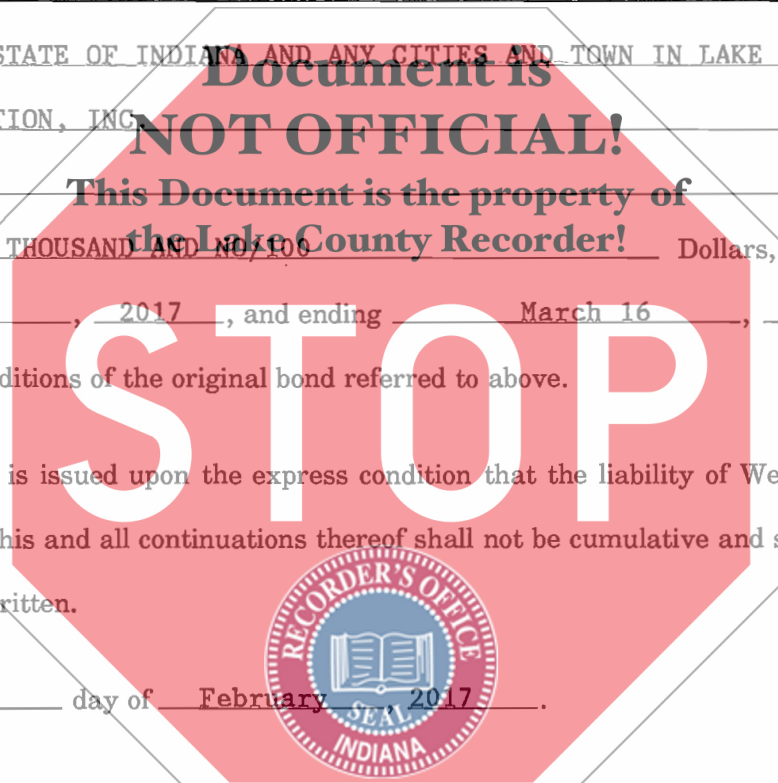 STATE OF INDIANA AND ANY CITIES AND TOWN IN LAKE
Document is
TION, INC.
NOT OFFICIAL!
This Document is the property of
the Lake County Recorder!
THOUSAND AND NO/100 Dollars,
, 2017 , and ending March 16 ,
STOP
ditions of the original bond referred to above.
is issued upon the express condition that the liability of We
his and all continuations thereof shall not be cumulative and s
ritten.
day of February , 2017 .
RECORDER'S OFFICE
SEAL
INDIANA